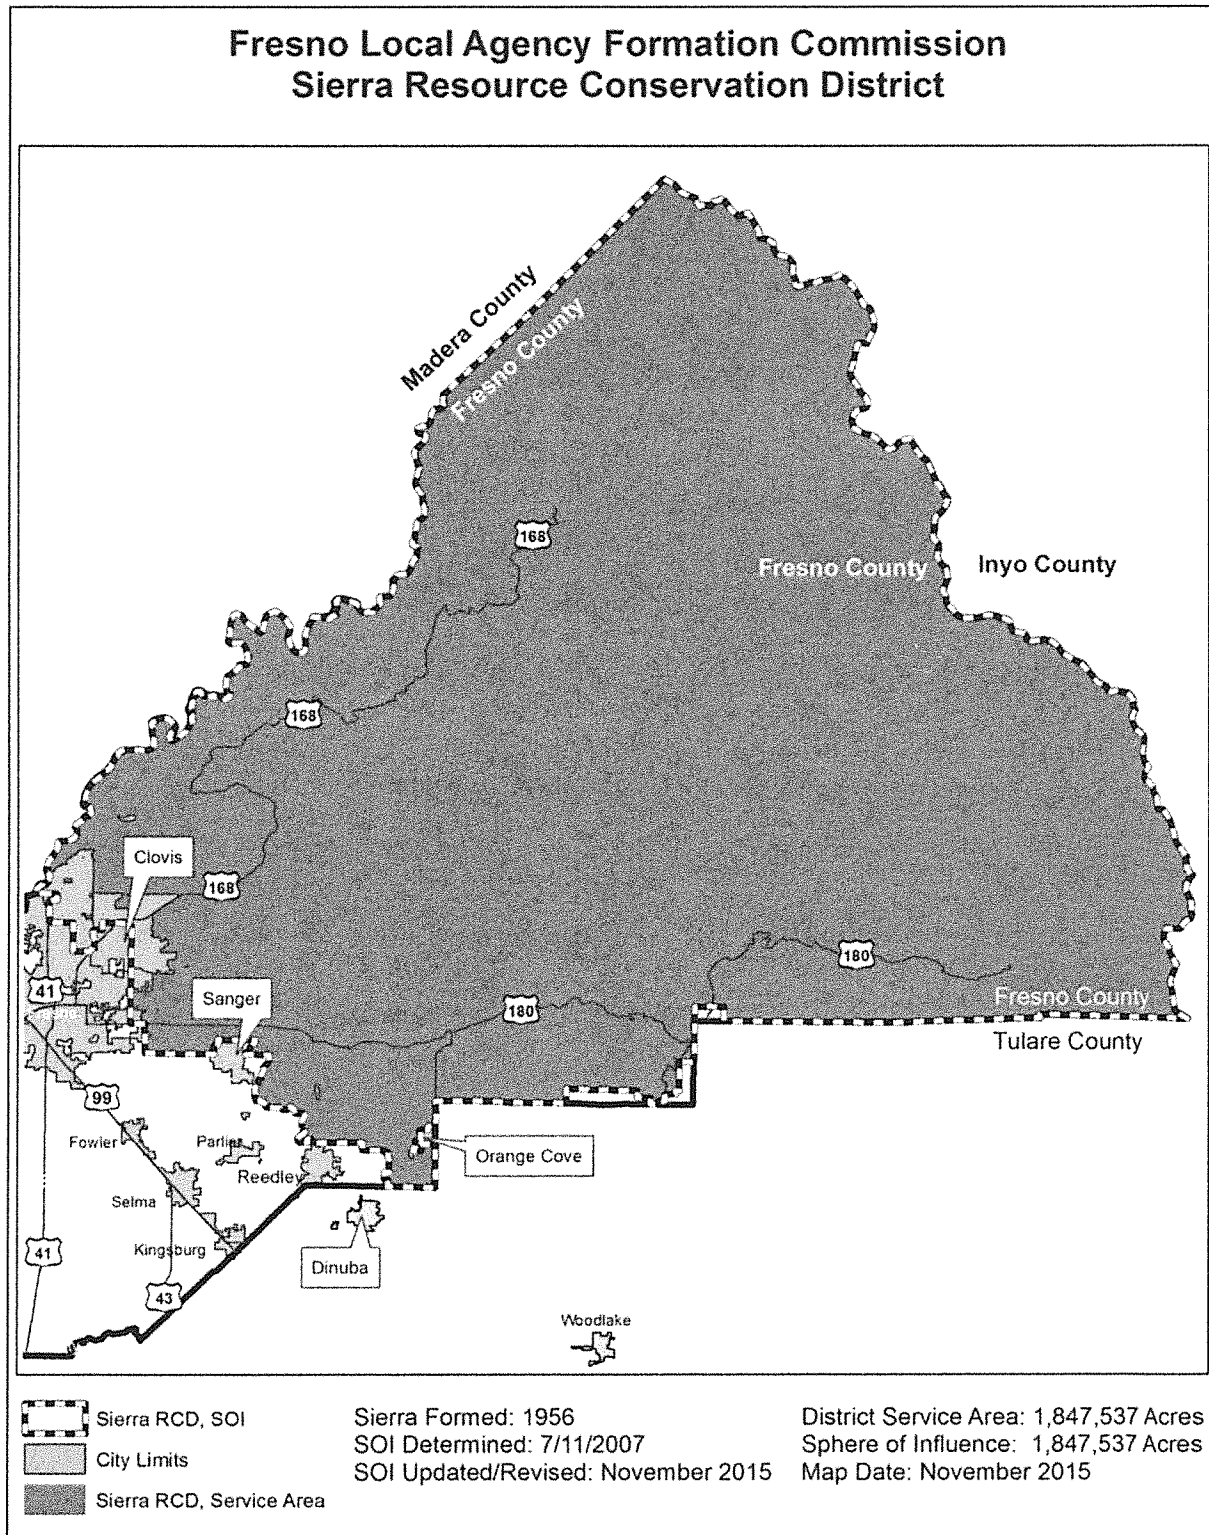 Fresno Local Agency Formation Commission
Sierra Resource Conservation District
Madera County
Fresno County
168
Fresno County
Inyo County
168
Clovis
168
41
Sanger
180
180
Fresno County
Tulare County
99
Fowler
Parlier
Reedley
Orange Cove
Selma
Kingsburg
41
43
Dinuba
Woodlake
Sierra RCD, SOI
City Limits
Sierra RCD, Service Area
Sierra Formed: 1956
SOI Determined: 7/11/2007
SOI Updated/Revised: November 2015
District Service Area: 1,847,537 Acres
Sphere of Influence: 1,847,537 Acres
Map Date: November 2015